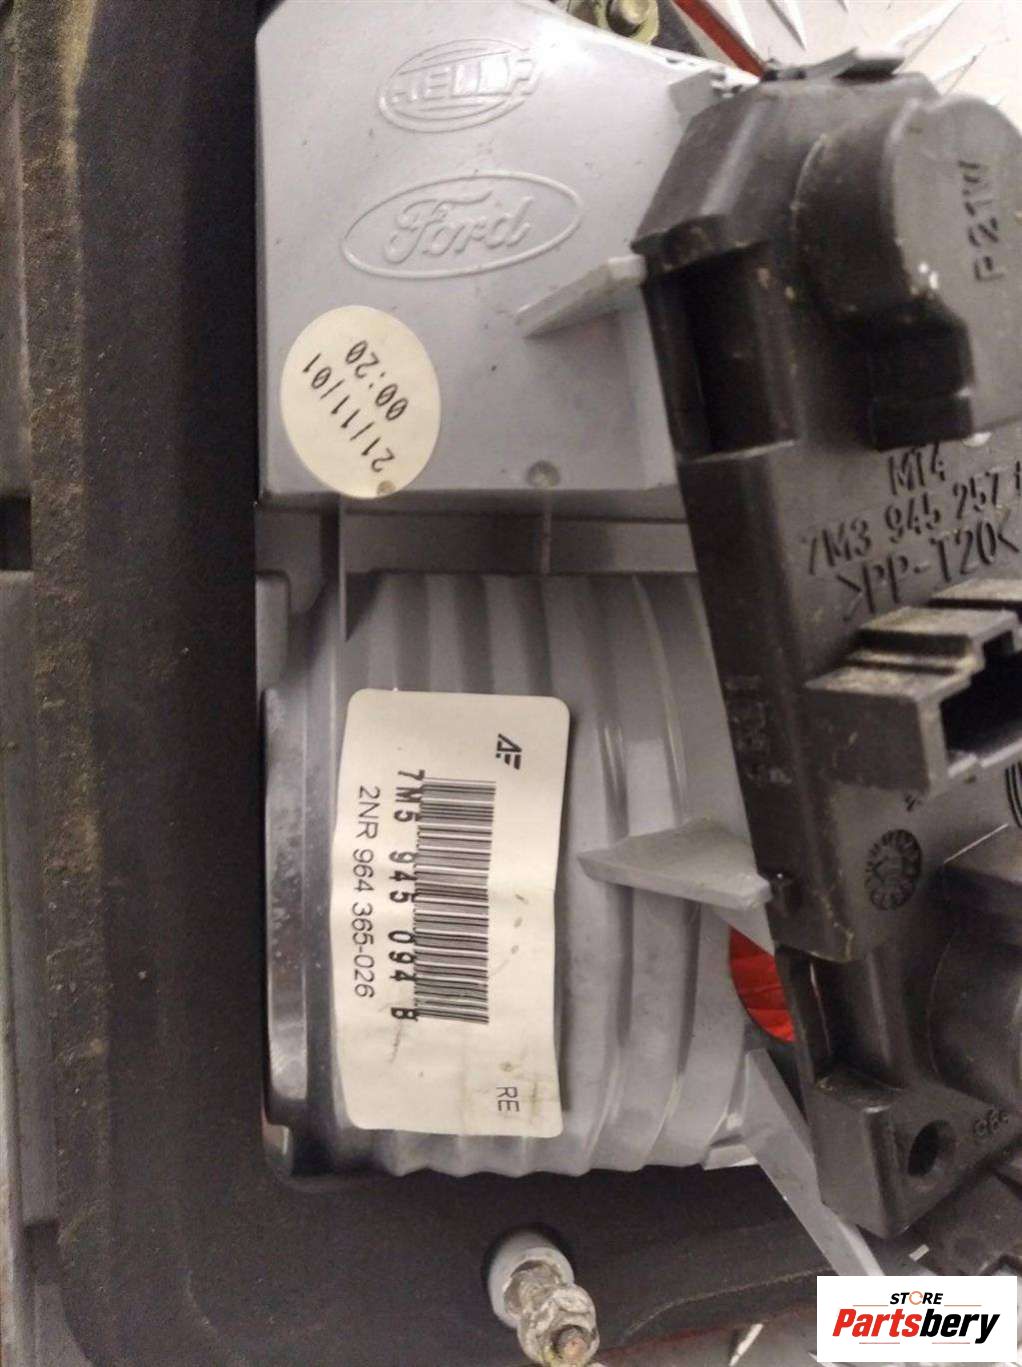 HELLA
Ford
21/11/01
00:20
P21W
MT4
7M3 945 257
>PP-T20<
7M5 945 094 B
2NR 964 365-026
RE
STORE
Partsbery